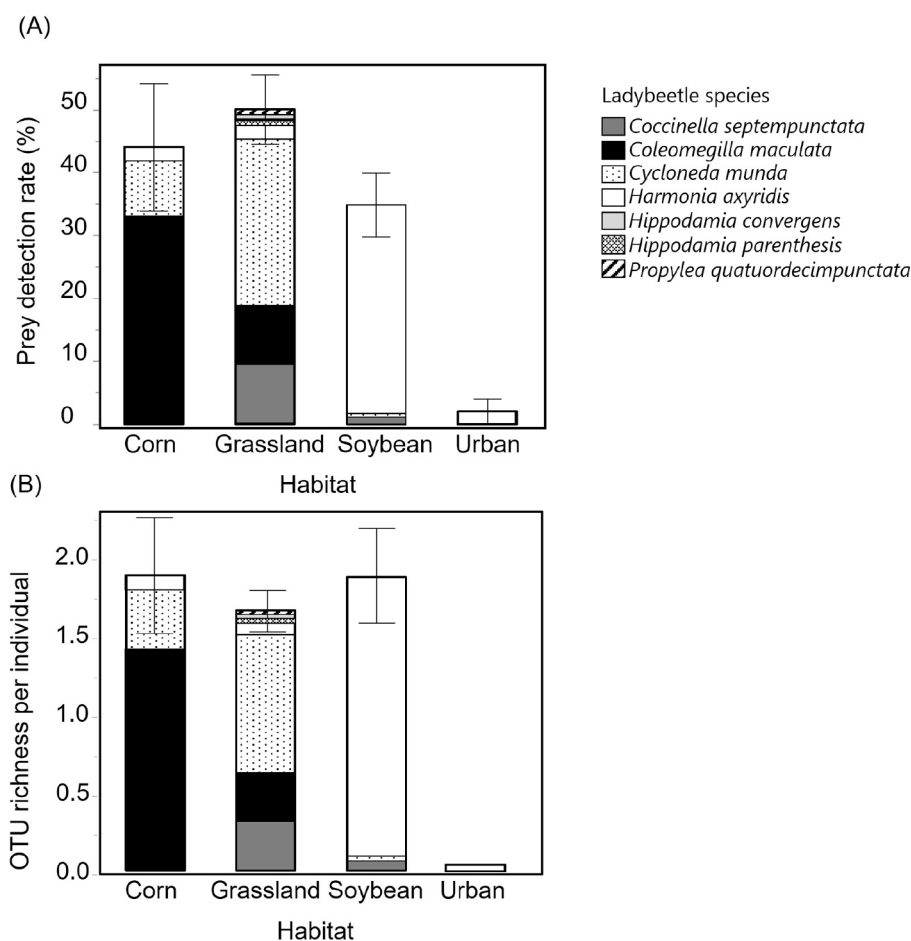 (A)
Prey detection rate (%)
50
40
30
20
10
0
Corn Grassland Soybean Urban
Habitat
Ladybeetle species
Coccinella septempunctata
Coleomegilla maculata
Cycloneda munda
Harmonia axyridis
Hippodamia convergens
Hippodamia parenthesis
Propylea quatuordecimpunctata
(B)
OTU richness per individual
2.0
1.5
1.0
0.5
0.0
Corn Grassland Soybean Urban
Habitat